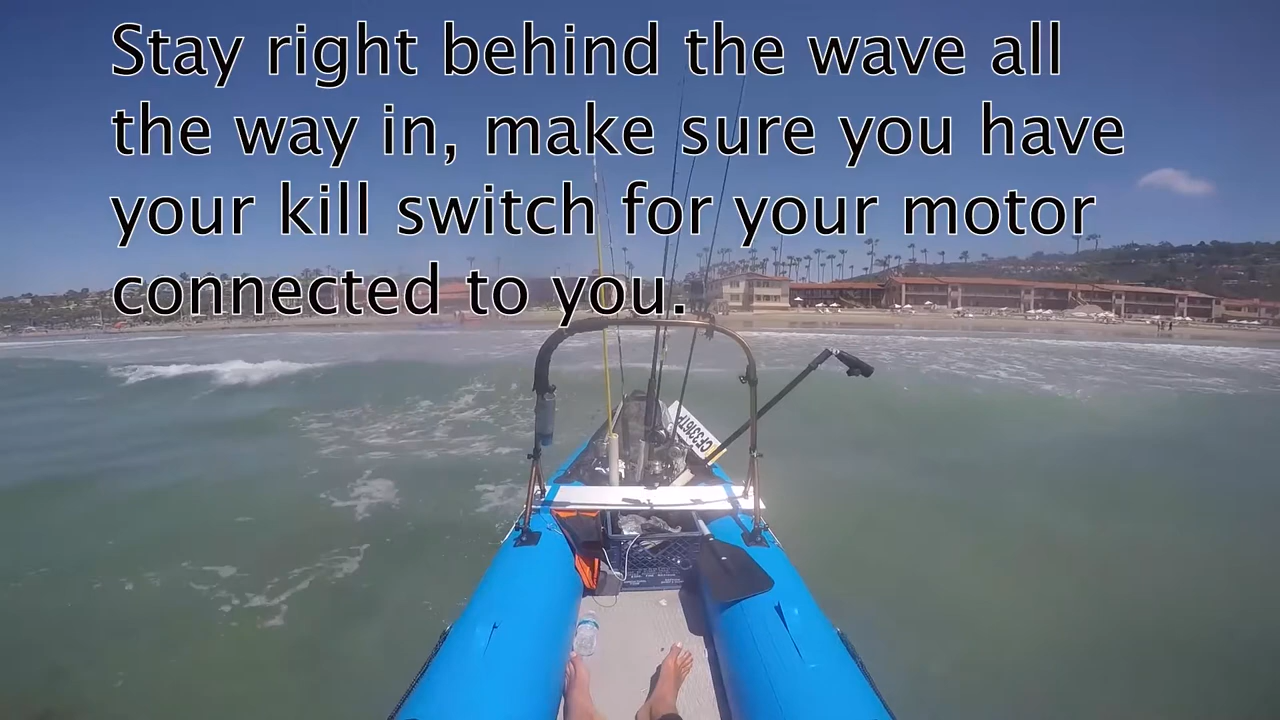 Stay right behind the wave all
the way in, make sure you have
your kill switch for your motor
connected to you.